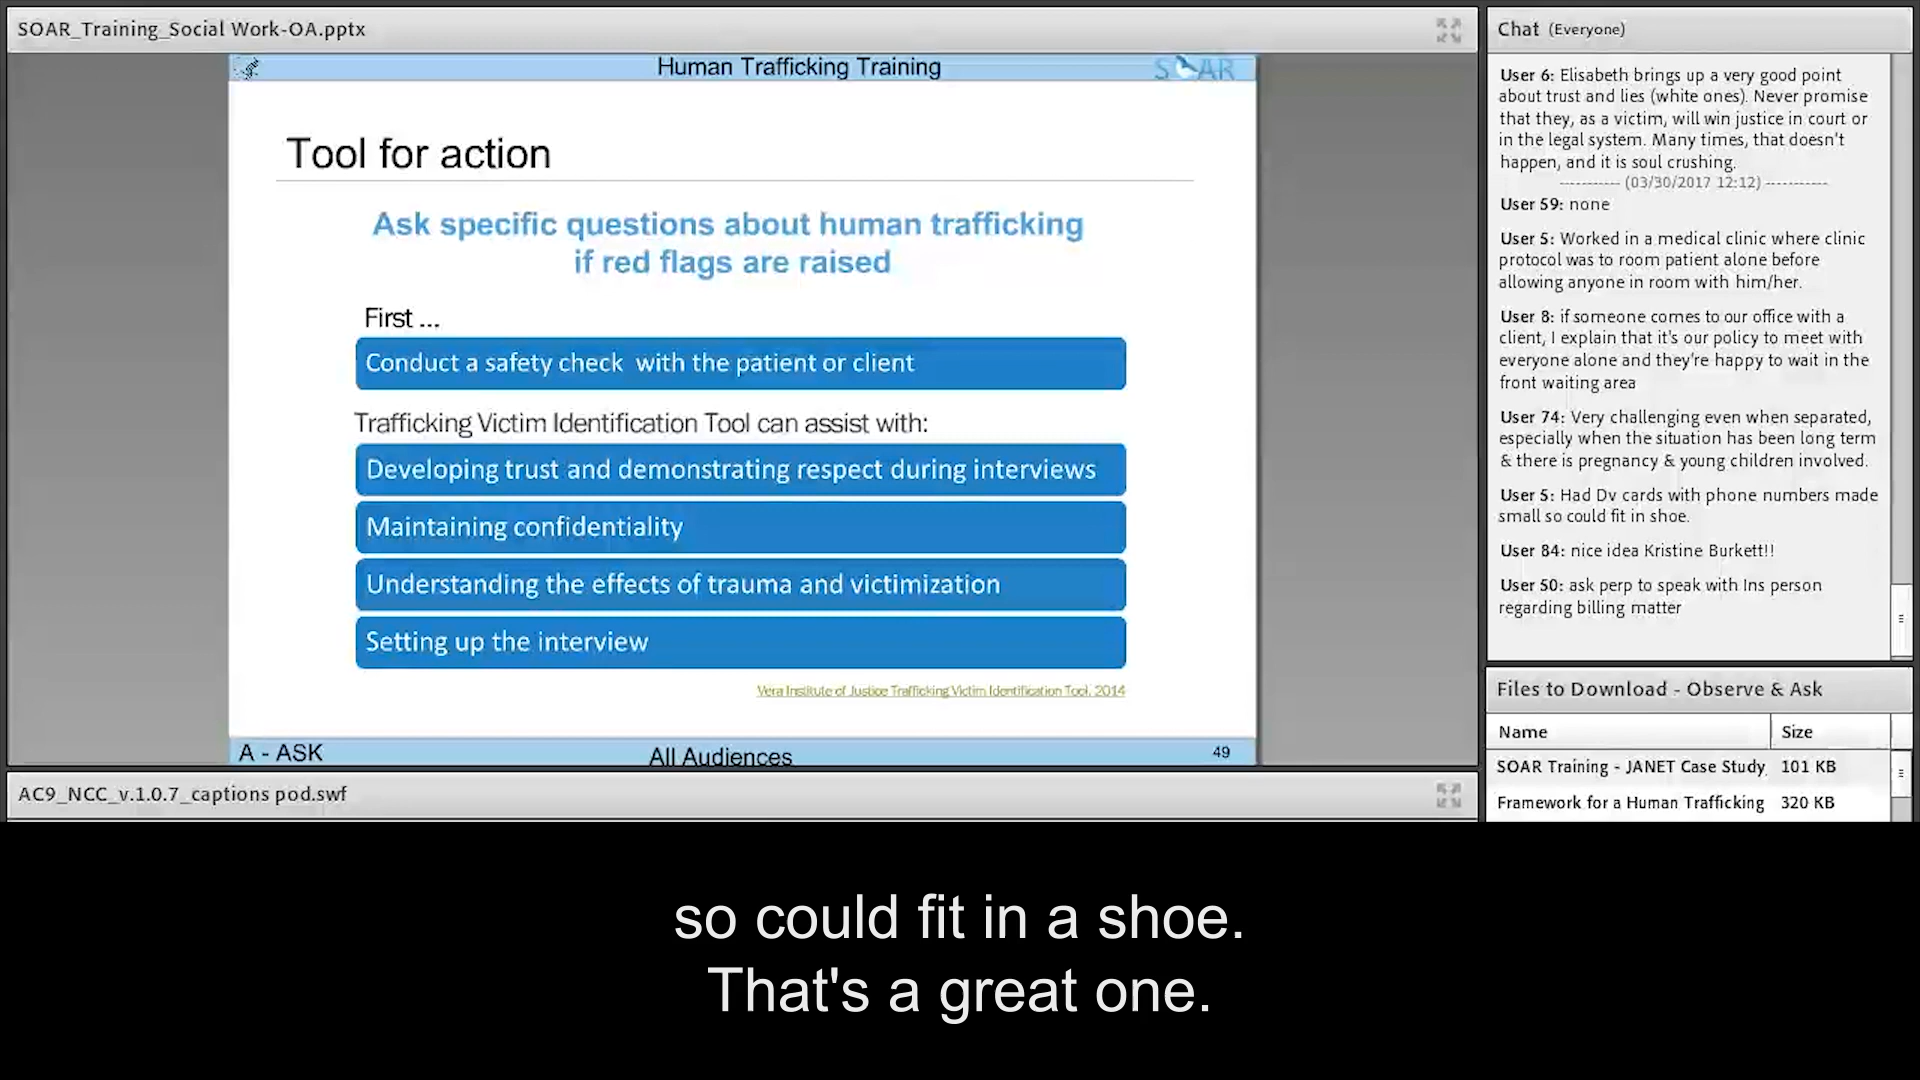 SOAR_Training_Social Work-OA.pptx
Human Trafficking Training
SOAR
Tool for action
Ask specific questions about human trafficking
if red flags are raised
First ...
Conduct a safety check  with the patient or client
Trafficking Victim Identification Tool can assist with:
Developing trust and demonstrating respect during interviews
Maintaining confidentiality
Understanding the effects of trauma and victimization
Setting up the interview
Vera Institute of Justice Trafficking Victim Identification Tool, 2014
A - ASK
All Audiences
49
Chat (Everyone)
User 6: Elisabeth brings up a very good point
about trust and lies (white ones). Never promise
that they, as a victim, will win justice in court or
in the legal system. Many times, that doesn't
happen, and it is soul crushing.
----------- (03/30/2017 12:12) -----------
User 59: none
User 5: Worked in a medical clinic where clinic
protocol was to room patient alone before
allowing anyone in room with him/her.
User 8: if someone comes to our office with a
client, I explain that it's our policy to meet with
everyone alone and they're happy to wait in the
front waiting area
User 74: Very challenging even when separated,
especially when the situation has been long term
& there is pregnancy & young children involved.
User 5: Had Dv cards with phone numbers made
small so could fit in shoe.
User 84: nice idea Kristine Burkett!!
User 50: ask perp to speak with Ins person
regarding billing matter
Files to Download - Observe & Ask
Name Size
SOAR Training - JANET Case Study 101 KB
Framework for a Human Trafficking 320 KB
AC9_NCC_v.1.0.7_captions pod.swf
so could fit in a shoe.
That's a great one.